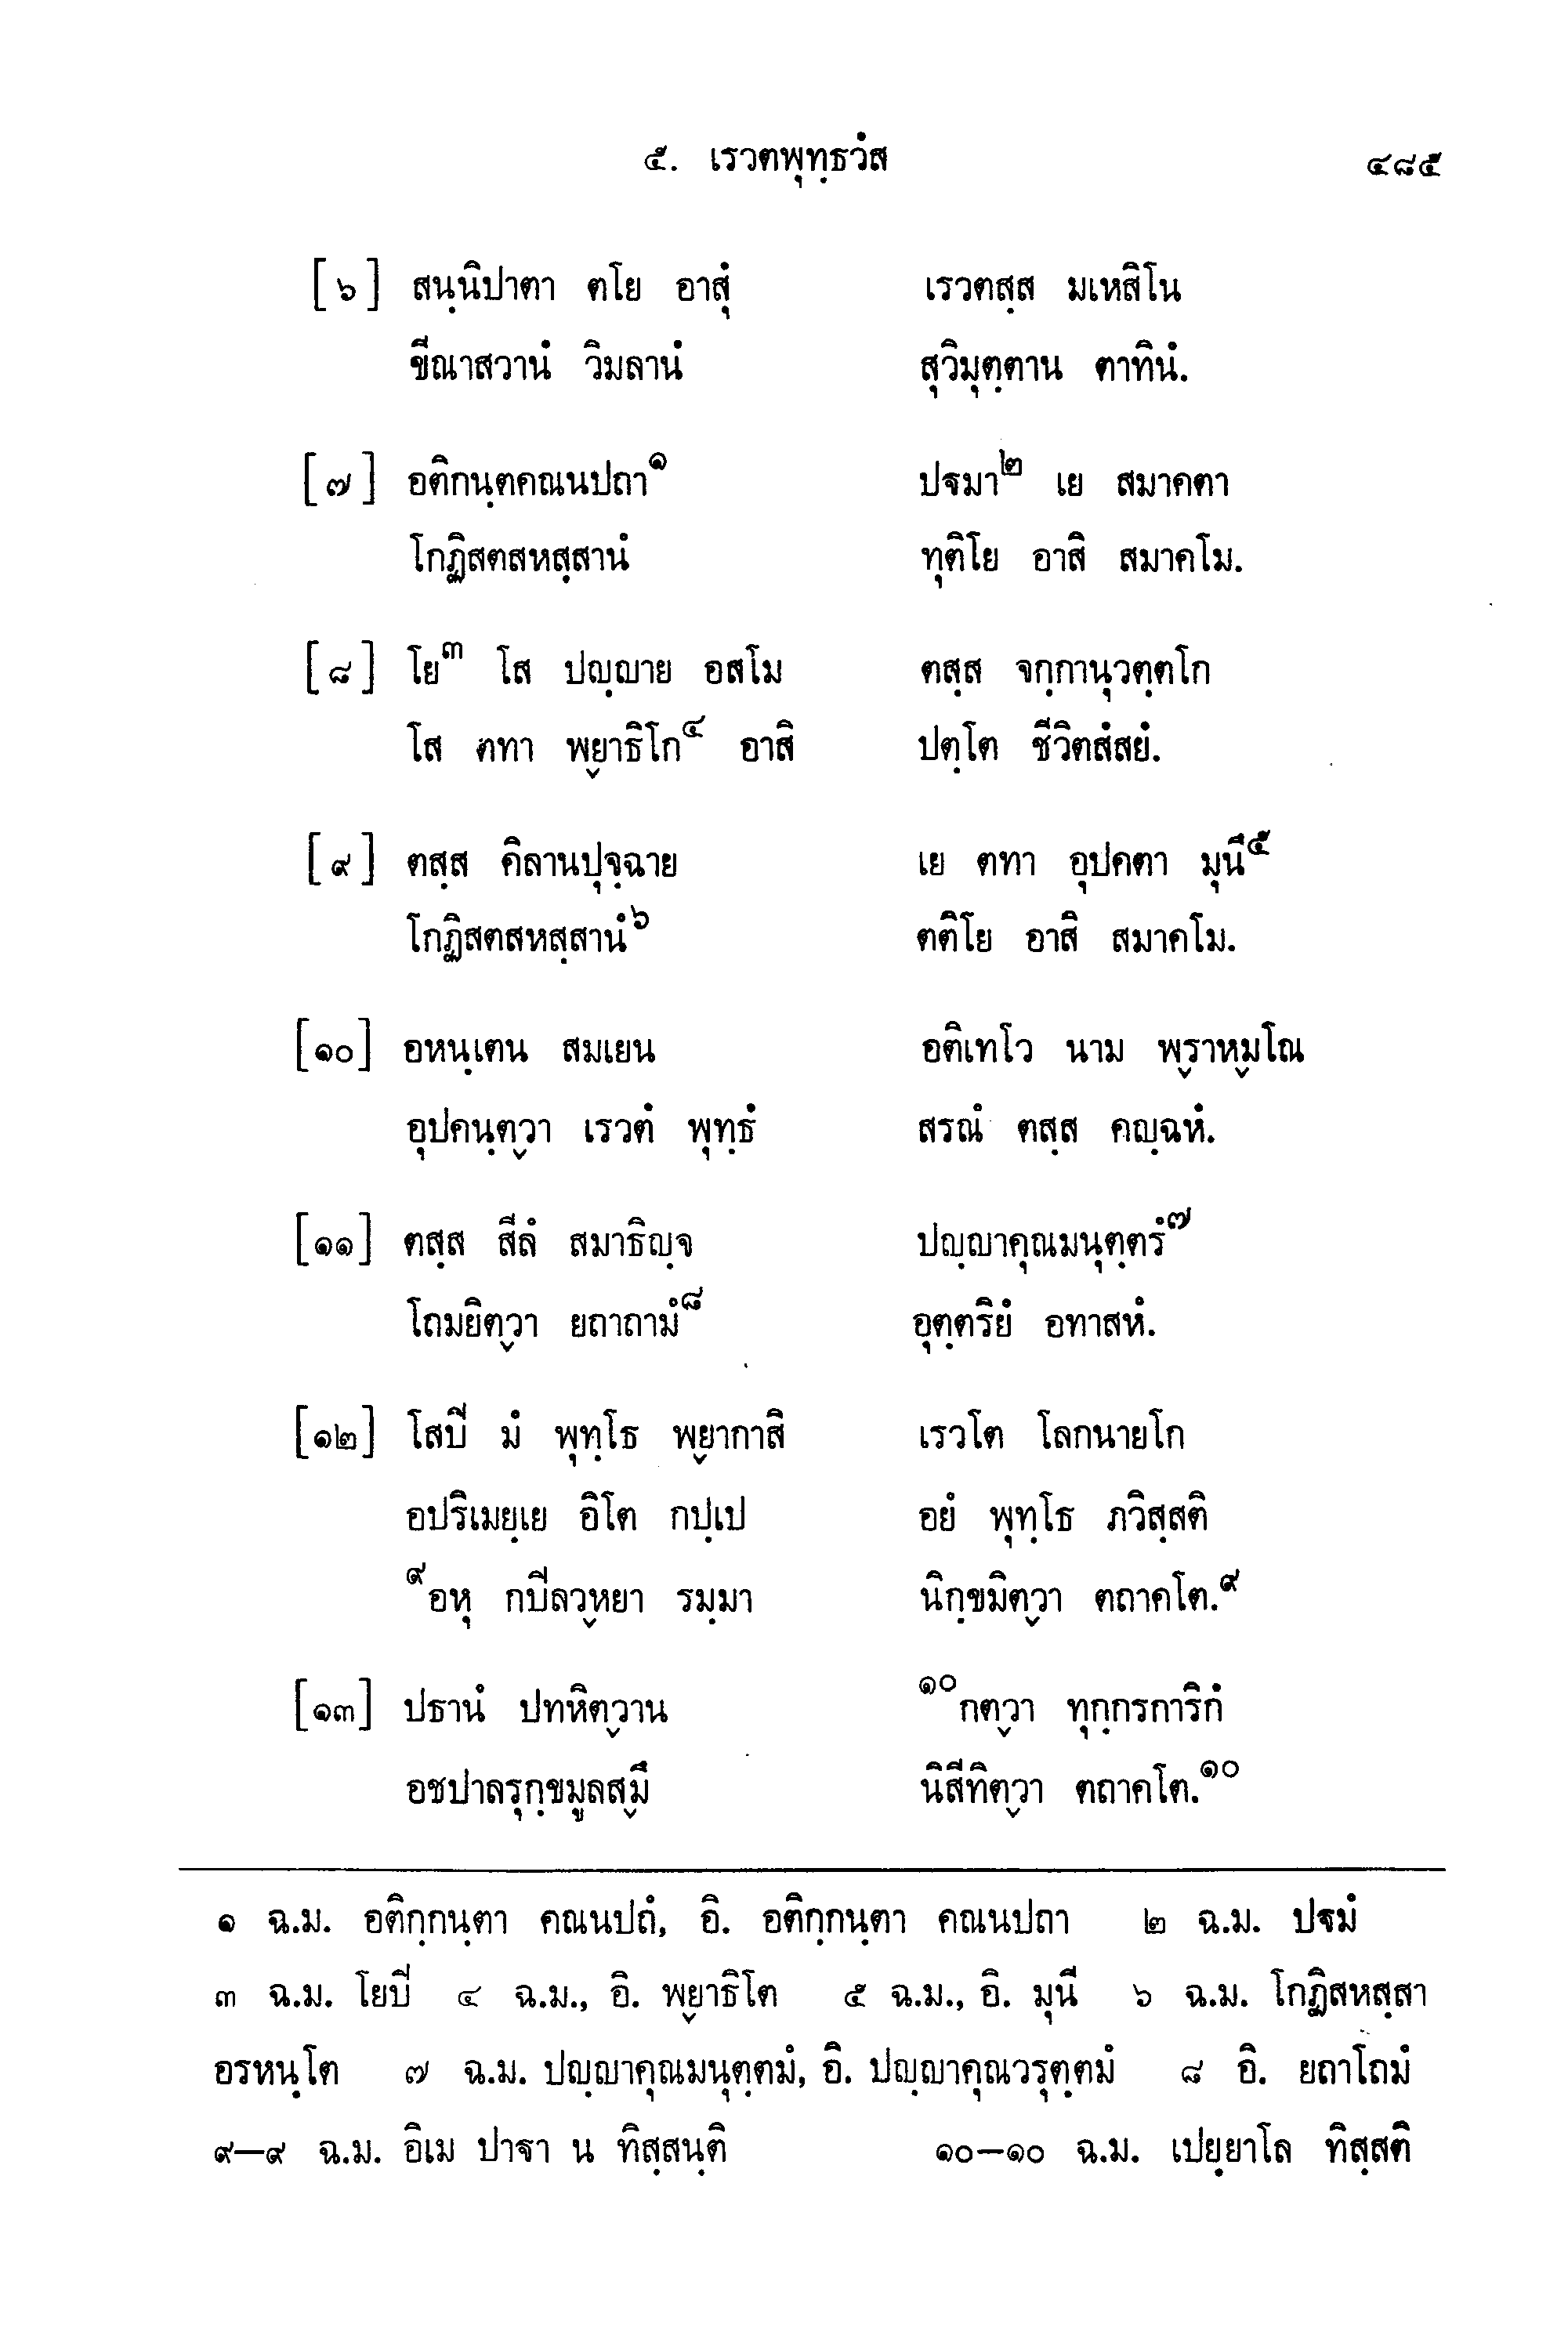 ๕. เรวตพุทฺธวํส ๔๘๕
[๖] สนฺนิปาตา ตโย อาสุํ เรวตสฺส มเหสิโน
ขีณาสวานํ วิมลานํ สุวิมุตฺตาน ตาทินํ.
[๗] อติกนฺตคณนปถา๑ ปฐมา๒ เย สมาคตา
โกฏิสตสหสฺสานํ ทุติโย อาสิ สมาคโม.
[๘] โย๓ โส ปญฺญาย อสโม ตสฺส จกฺกานุวตฺตโก
โส ตทา พฺยาธิโก๔ อาสิ ปตฺโต ชีวิตสํสยํ.
[๙] ตสฺส คิลานปุจฺฉาย เย ตทา อุปคตา มุนึ๕
โกฏิสตสหสฺสานํ๖ ตติโย อาสิ สมาคโม.
[๑๐] อหนฺเตน สมเยน อติเทโว นาม พฺราหฺมโณ
อุปคนฺตฺวา เรวตํ พุทฺธํ สรณํ ตสฺส คญฺฉหํ.
[๑๑] ตสฺส สีลํ สมาธิญฺจ ปญฺญาคุณมนุตฺตรํ๗
โถมยิตฺวา ยถาถามํ๘ อุตฺตริยํ อทาสหํ.
[๑๒] โสปิ มํ พุทฺโธ พฺยากาสิ เรวโต โลกนายโก
อปริเมยฺเย อิโต กปฺเป อยํ พุทฺโธ ภวิสฺสติ
๙อหุ กปิลวฺหยา รมฺมา นิกฺขมิตฺวา ตถาคโต.๙
[๑๓] ปธานํ ปทหิตฺวาน ๑๐กตฺวา ทุกฺกรการิกํ
อชปาลรุกฺขมูลสฺมึ นิสีทิตฺวา ตถาคโต.๑๐
๑ ฉ.ม. อติกฺกนฺตา คณนปถํ, อิ. อติกฺกนฺตา คณนปถา ๒ ฉ.ม. ปฐมํ
๓ ฉ.ม. โยปิ ๔ ฉ.ม., อิ. พฺยาธิโต ๕ ฉ.ม., อิ. มุนี ๖ ฉ.ม. โกฏิสหสฺสา
อรหนฺโต ๗ ฉ.ม. ปญฺญาคุณมนุตฺตมํ, อิ. ปญฺญาคุณวรุตฺตมํ ๘ อิ. ยถาโถมํ
๙–๙ ฉ.ม. อิเม ปาฐา น ทิสฺสนฺติ ๑๐–๑๐ ฉ.ม. เปยฺยาโล ทิสฺสติ